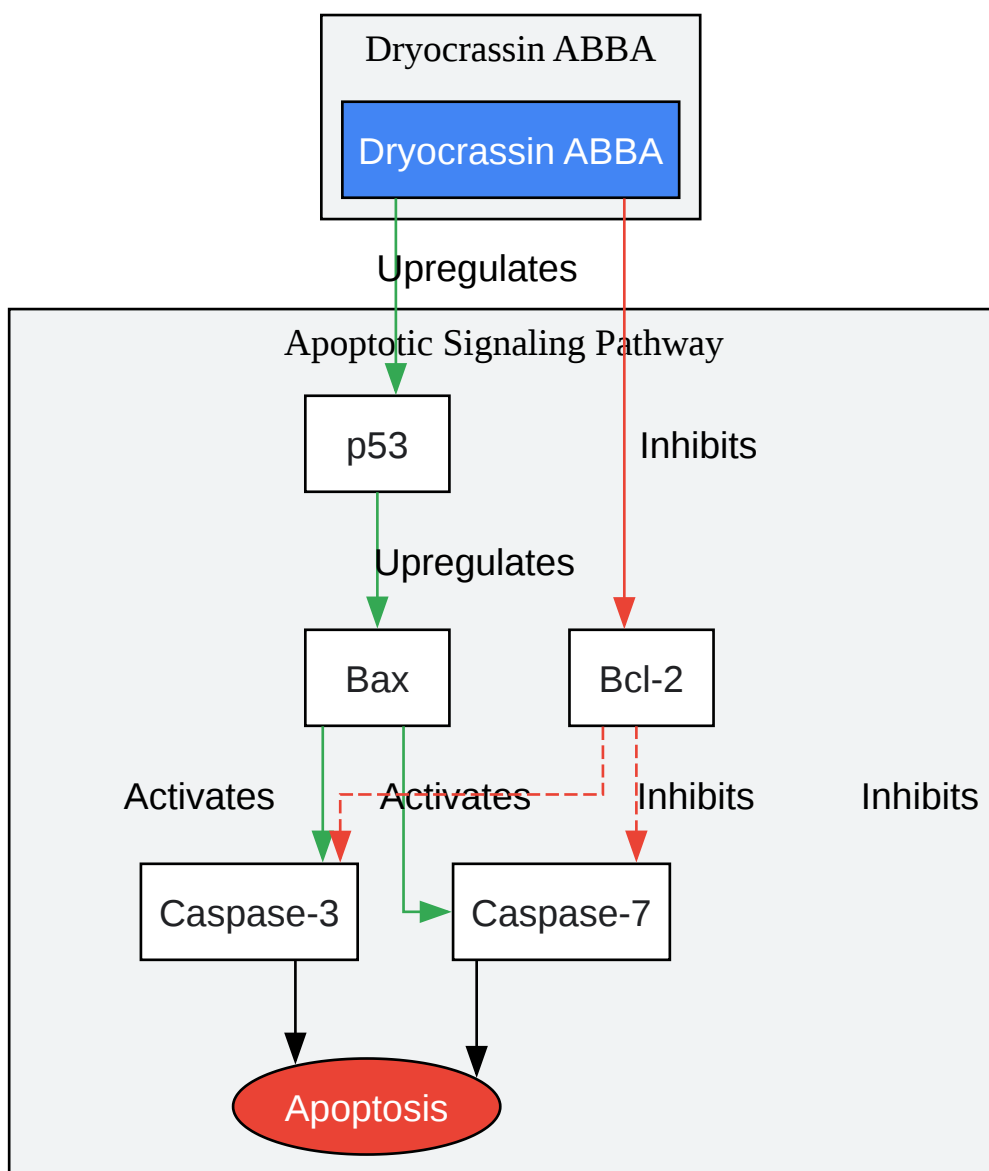 Dryocrassin ABBA
Dryocrassin ABBA
Upregulates
Apoptotic Signaling Pathway
p53
Inhibits
Upregulates
Bax
Bcl-2
Activates
Activates
Inhibits
Inhibits
Caspase-3
Caspase-7
Apoptosis